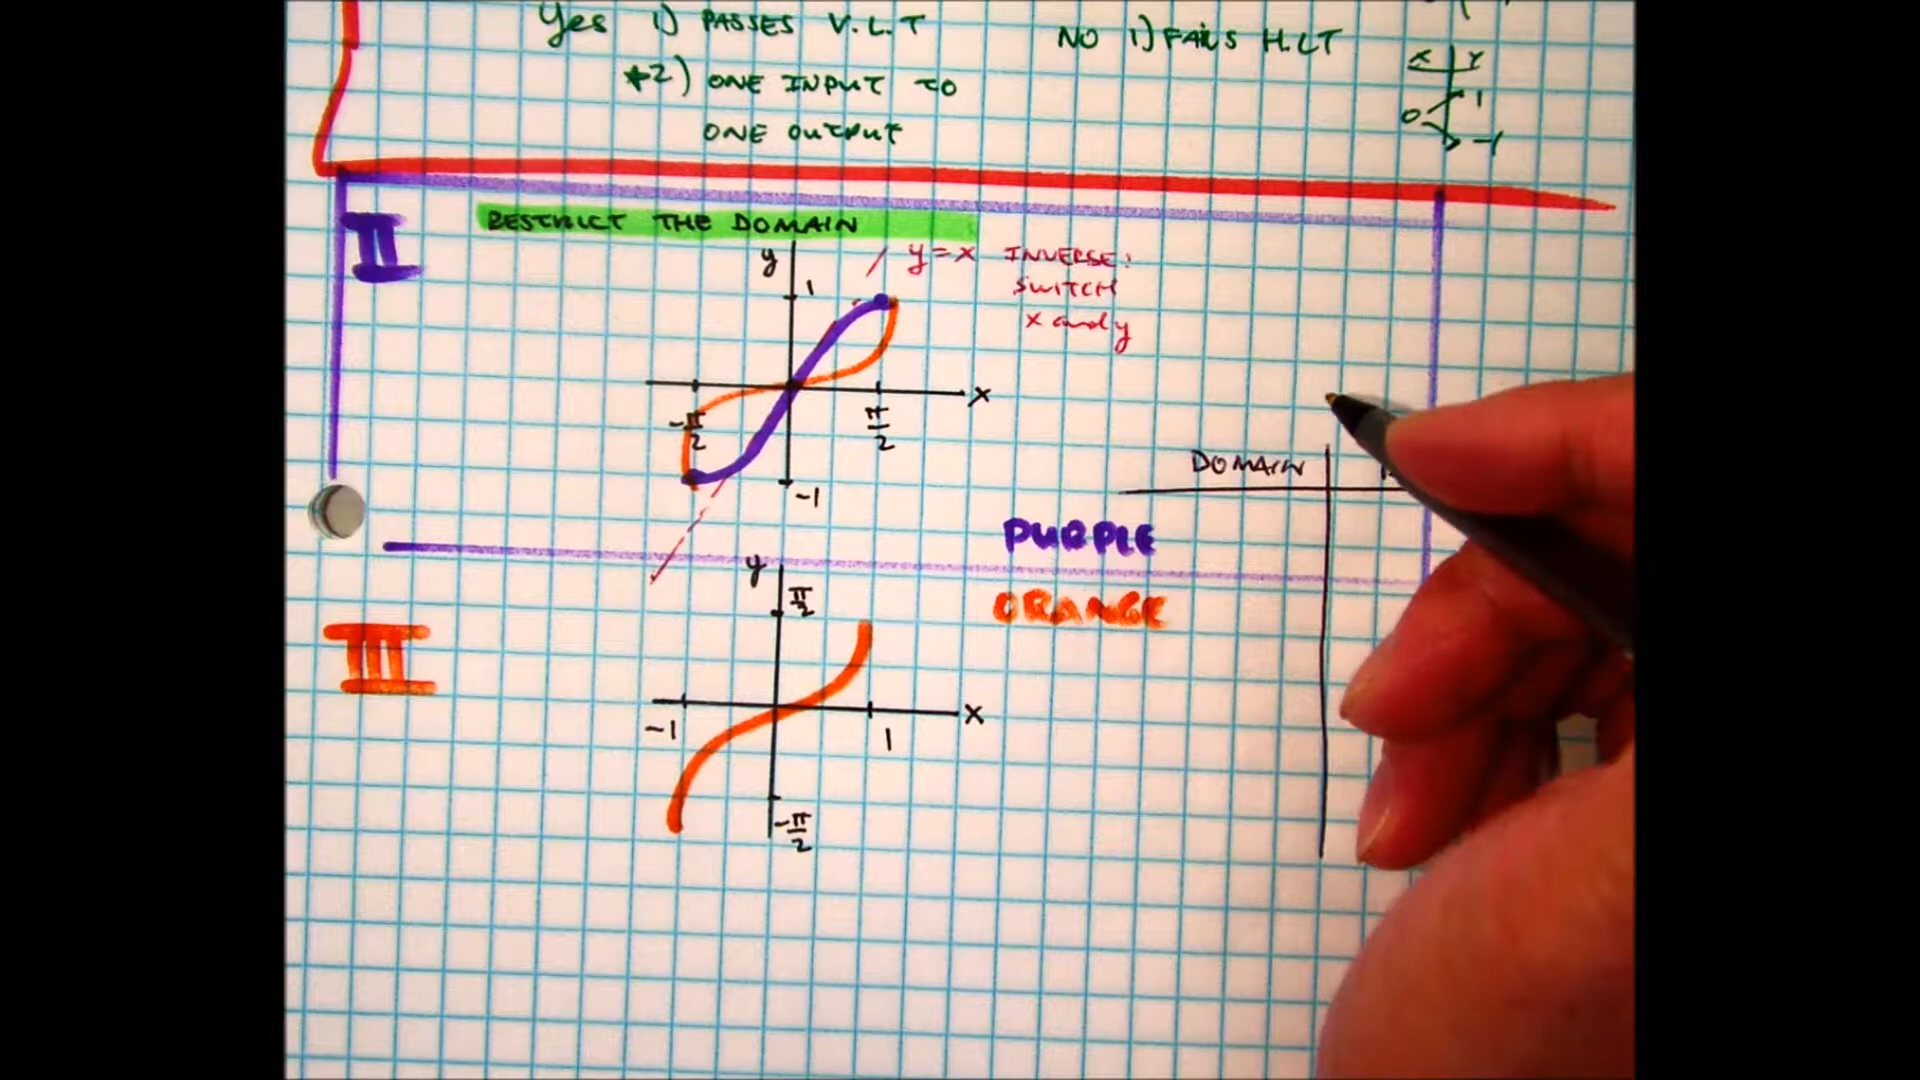 Yes 1) PASSES V.L.T
*2) ONE INPUT TO
ONE OUTPUT
NO 1) FAILS H.L.T
X Y
0 1
-1
II
RESTRICT THE DOMAIN
y
1
y=x INVERSE:
SWITCH
x and y
x
-π/2
π/2
-1
DOMAIN
PURPLE
ORANGE
III
y
π/2
x
-1
1
-π/2